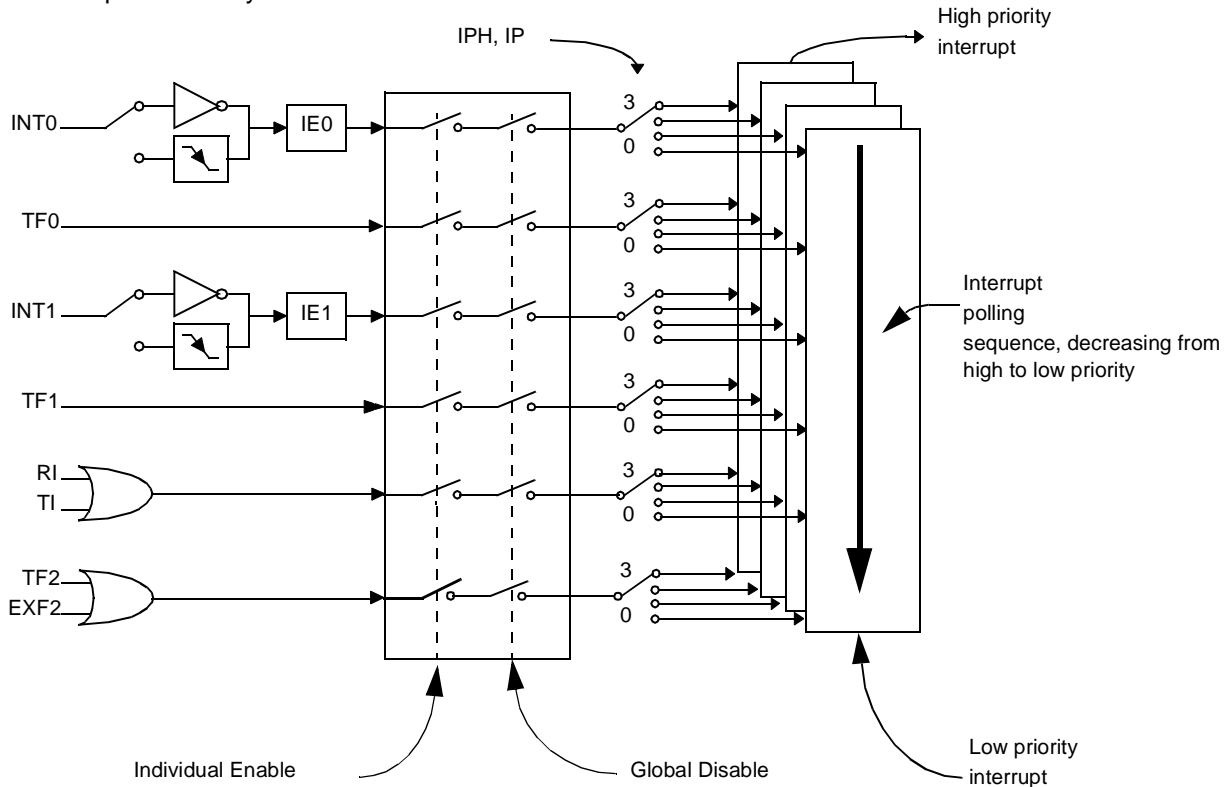 High priority
interrupt
IPH, IP
3
0
INT0
IE0
TF0
3
0
INT1
IE1
3
0
Interrupt
polling
sequence, decreasing from
high to low priority
TF1
3
0
RI
TI
3
0
TF2
EXF2
3
0
Individual Enable
Global Disable
Low priority
interrupt